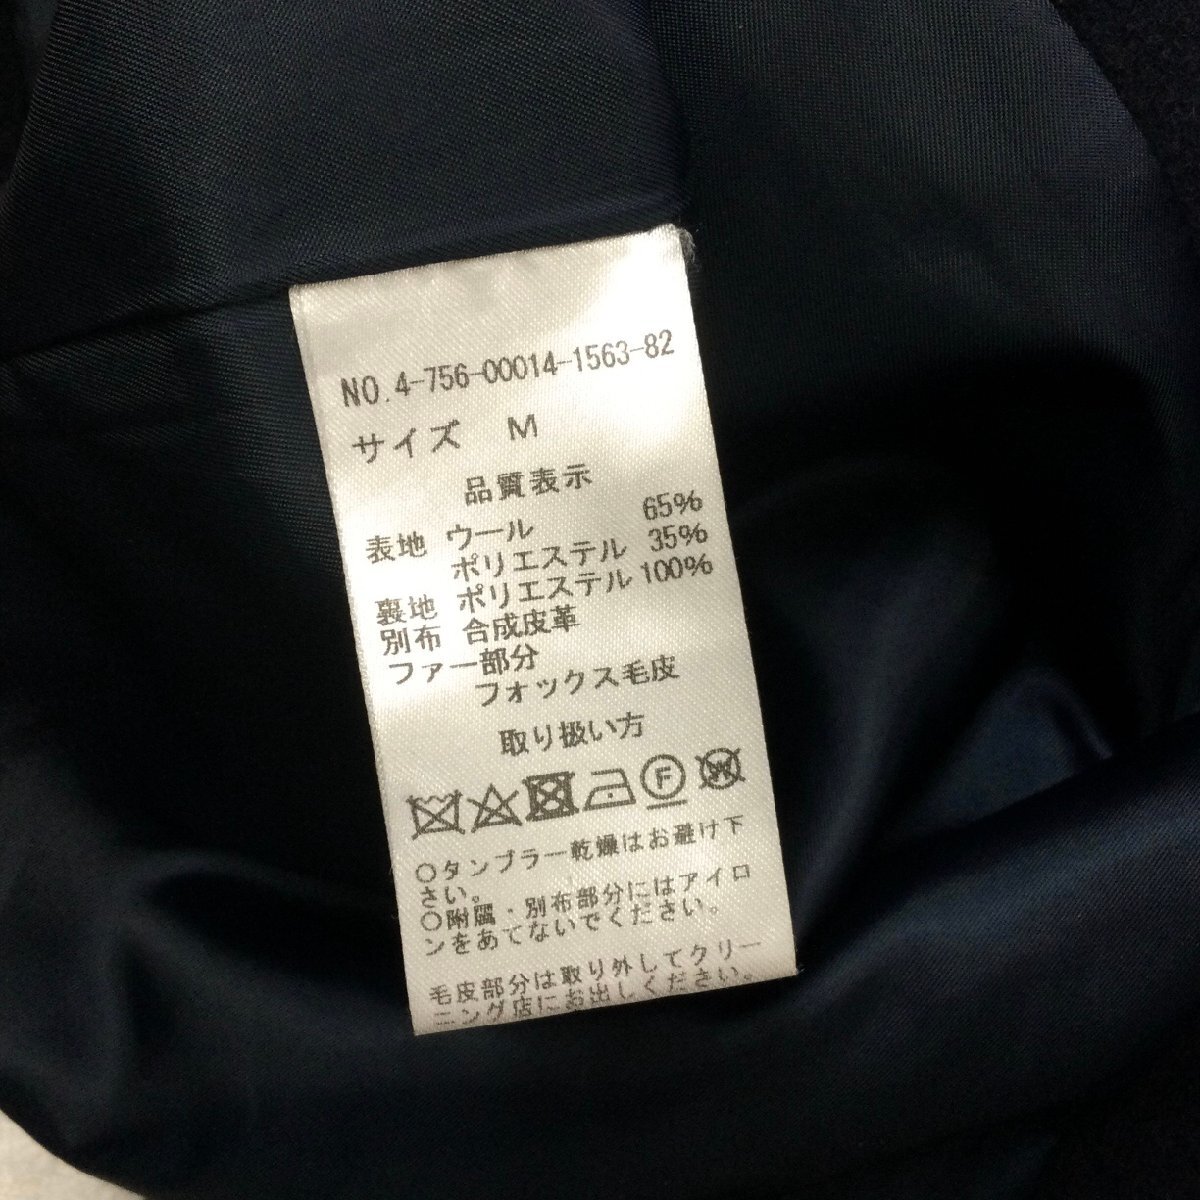 NO.4-756-00014-1563-82
サイズ M
品質表示
表地 ウール 65%
ポリエステル 35%
裏地 ポリエステル 100%
別布 合成皮革
ファー部分
フォックス毛皮
取り扱い方
F W
○タンブラー乾燥はお避け下
さい。
○附属・別布部分にはアイロ
ンをあてないでください。
毛皮部分は取り外してクリー
ニング店にお出しください。